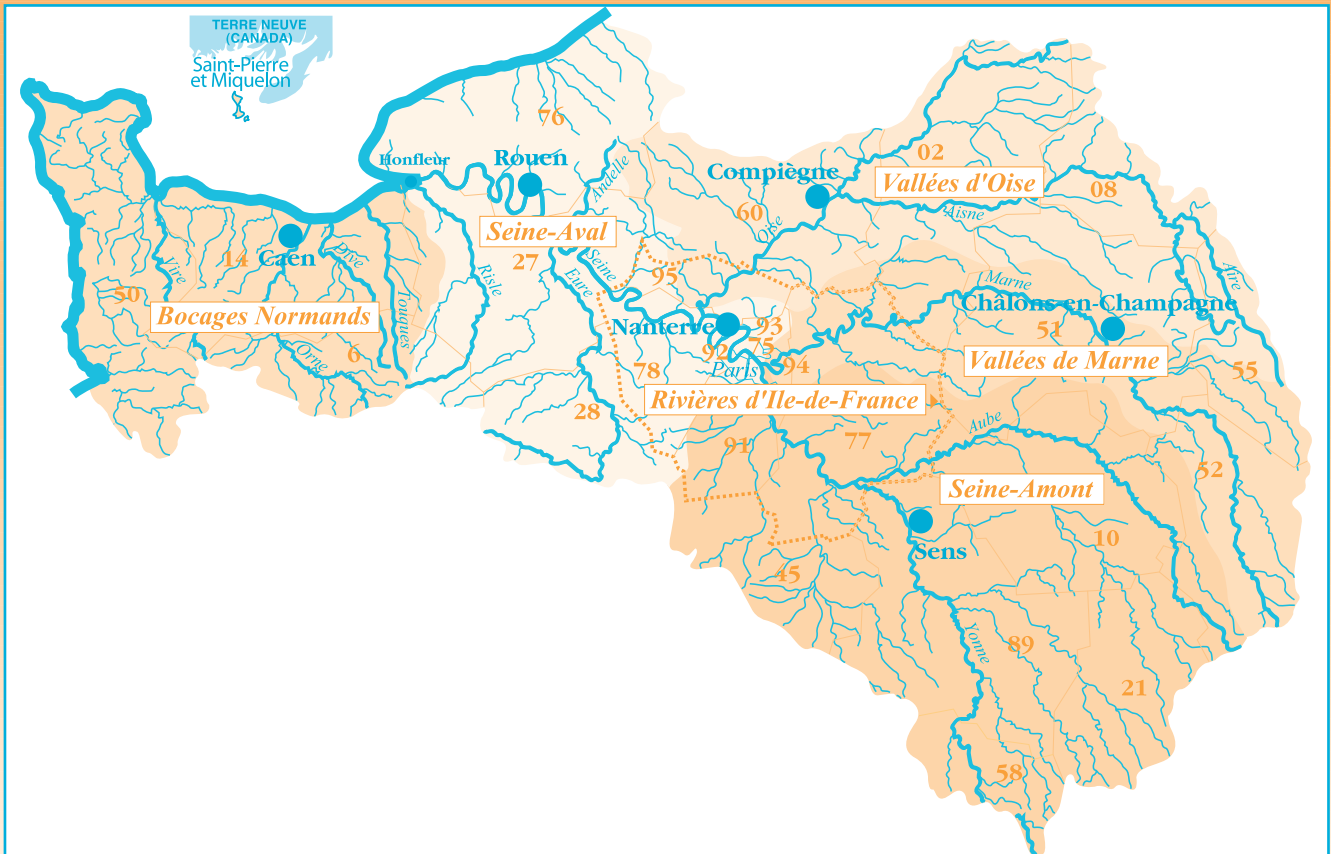 TERRE NEUVE
(CANADA)
Saint-Pierre
et Miquelon
76
Honfleur
Rouen
Andelle
Compiègne
02
Vallées d'Oise
08
60
Oise
Aisne
Seine-Aval
27
Seine
Eure
Risle
95
14
Caen
Dive
Vire
50
Bocages Normands
Touques
Orne
6
Marne
Aire
Châlons-en-Champagne
51
Vallées de Marne
55
Nanterre
93
92
75
Paris
94
78
Rivières d'Ile-de-France
28
91
77
Aube
52
Seine-Amont
Sens
10
45
Yonne
89
21
58